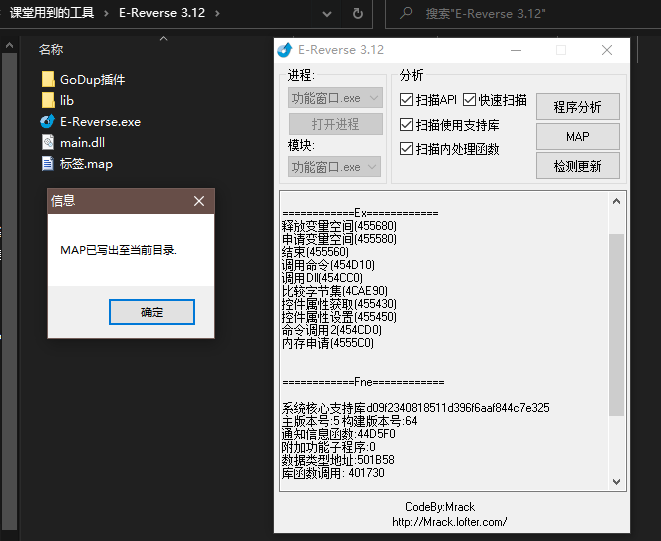 课堂用到的工具 › E-Reverse 3.12 ›
搜索"E-Reverse 3.12"
名称
GoDup插件
lib
E-Reverse.exe
main.dll
标签.map
信息
MAP已写出至当前目录.
确定
E-Reverse 3.12
进程:
功能窗口.exe
打开进程
模块:
功能窗口.exe
分析
扫描API 快速扫描
扫描使用支持库
扫描内处理函数
程序分析
MAP
检测更新
============Ex============
释放变量空间(455680)
申请变量空间(455580)
结束(455560)
调用命令(454D10)
调用Dll(454CC0)
比较字节集(4CAE90)
控件属性获取(455430)
控件属性设置(455450)
命令调用2(454CD0)
内存申请(4555C0)
============Fne============
系统核心支持库d09f2340818511d396f6aaf844c7e325
主版本号:5 构建版本号:64
通知信息函数:44D5F0
附加功能子程序:0
数据类型地址:501B58
库函数调用: 401730
CodeBy:Mrack
http://Mrack.lofter.com/